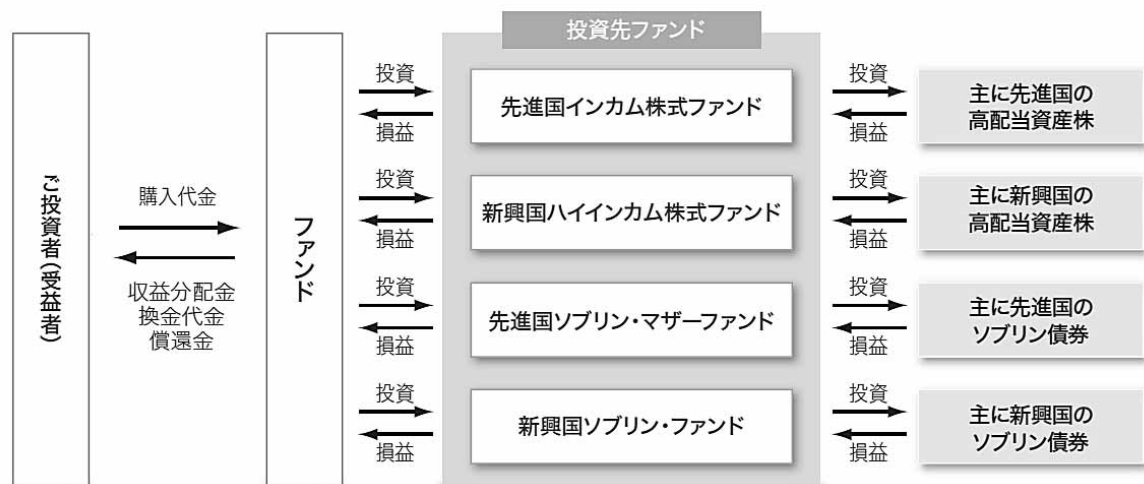 投資先ファンド
ご投資者(受益者)
購入代金
収益分配金
換金代金
償還金
ファンド
投資
損益
先進国インカム株式ファンド
投資
損益
主に先進国の
高配当資産株
投資
損益
新興国ハイインカム株式ファンド
投資
損益
主に新興国の
高配当資産株
投資
損益
先進国ソブリン・マザーファンド
投資
損益
主に先進国の
ソブリン債券
投資
損益
新興国ソブリン・ファンド
投資
損益
主に新興国の
ソブリン債券